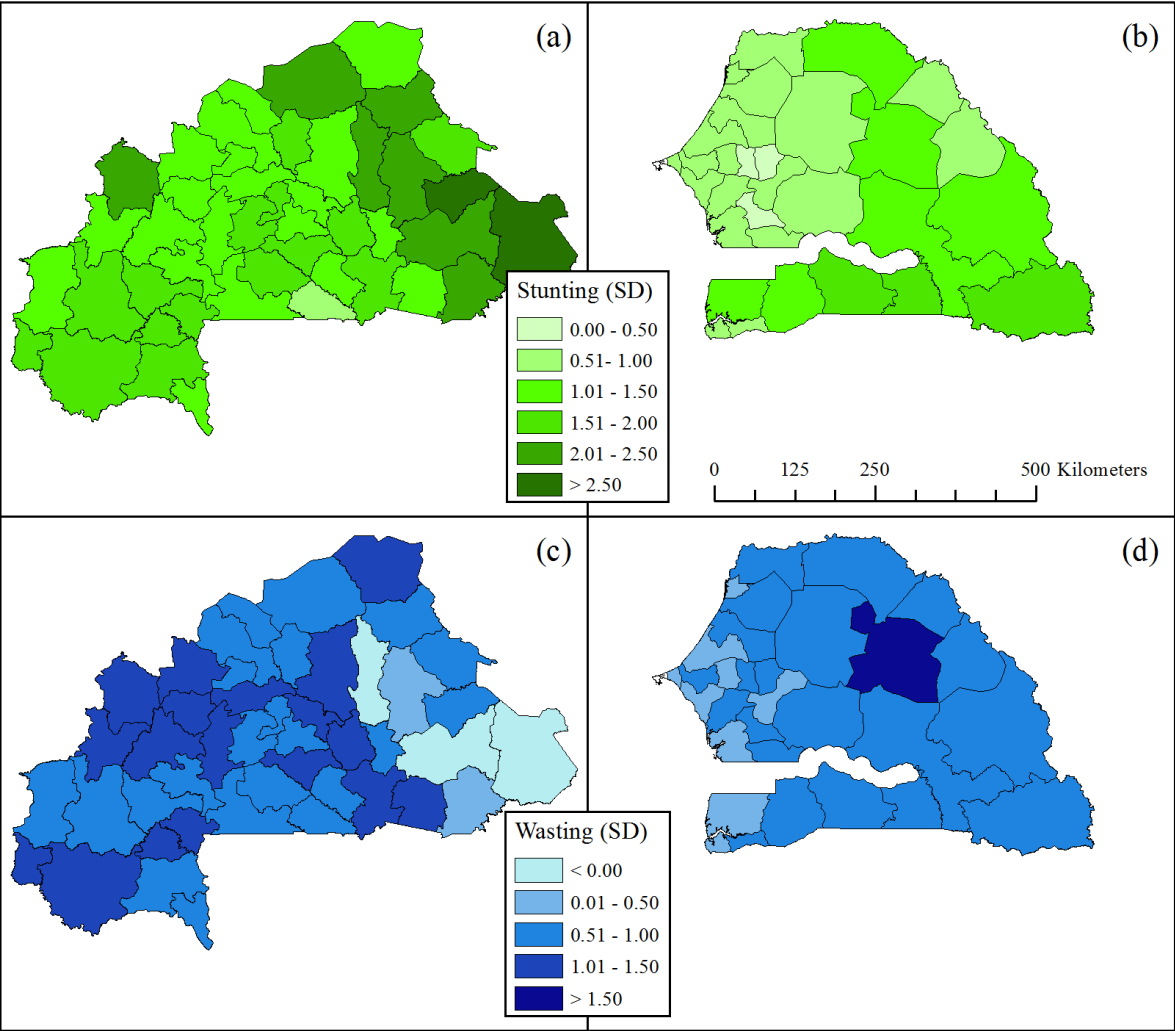 (a)
(b)
Stunting (SD)
0.00 - 0.50
0.51- 1.00
1.01 - 1.50
1.51 - 2.00
2.01 - 2.50
> 2.50
0 125 250 500 Kilometers
(c)
(d)
Wasting (SD)
< 0.00
0.01 - 0.50
0.51 - 1.00
1.01 - 1.50
> 1.50